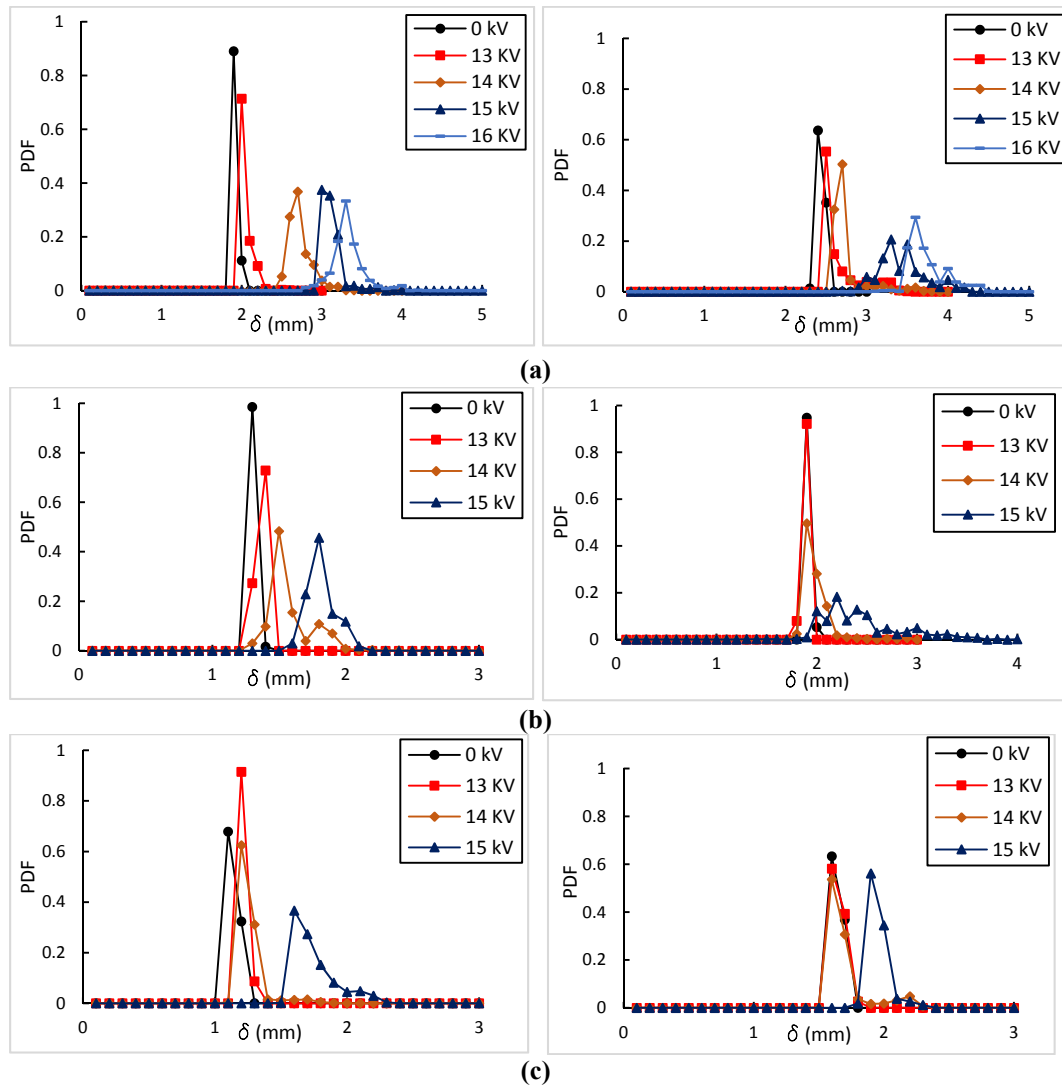 1
0.8
0.6
0.4
0.2
0
PDF
0 1 2 3 4 5
δ (mm)
0 kV
13 KV
14 KV
15 kV
16 KV
1
0.8
0.6
0.4
0.2
0
PDF
0 1 2 3 4 5
δ (mm)
0 kV
13 KV
14 KV
15 kV
16 KV
(a)
1
0.8
0.6
0.4
0.2
0
PDF
0 1 2 3
δ (mm)
0 kV
13 KV
14 KV
15 kV
1
0.8
0.6
0.4
0.2
0
PDF
0 1 2 3 4
δ (mm)
0 kV
13 KV
14 KV
15 kV
(b)
1
0.8
0.6
0.4
0.2
0
PDF
0 1 2 3
δ (mm)
0 kV
13 KV
14 KV
15 kV
1
0.8
0.6
0.4
0.2
0
PDF
0 1 2 3
δ (mm)
0 kV
13 KV
14 KV
15 kV
(c)